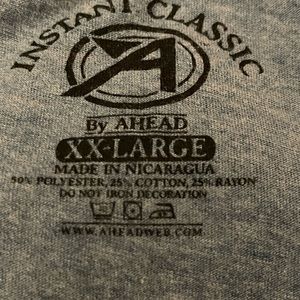 INSTANT CLASSIC
A
By AHEAD
XX-LARGE
MADE IN NICARAGUA
50% POLYESTER, 25% COTTON, 25% RAYON
DO NOT IRON DECORATION
WWW.AHEADWEB.COM